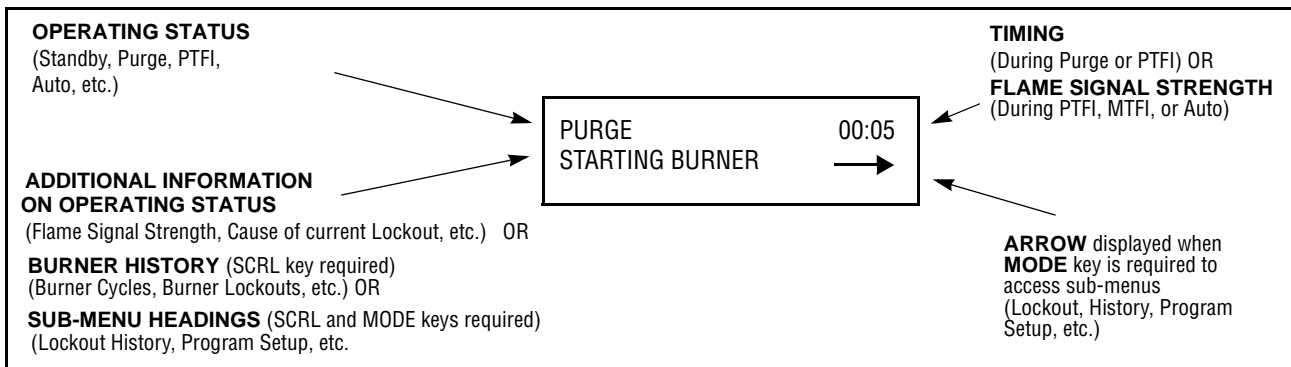 OPERATING STATUS
(Standby, Purge, PTFI,
Auto, etc.)
ADDITIONAL INFORMATION
ON OPERATING STATUS
(Flame Signal Strength, Cause of current Lockout, etc.) OR
BURNER HISTORY (SCRL key required)
(Burner Cycles, Burner Lockouts, etc.) OR
SUB-MENU HEADINGS (SCRL and MODE keys required)
(Lockout History, Program Setup, etc.
PURGE 00:05
STARTING BURNER
TIMING
(During Purge or PTFI) OR
FLAME SIGNAL STRENGTH
(During PTFI, MTFI, or Auto)
ARROW displayed when
MODE key is required to
access sub-menus
(Lockout, History, Program
Setup, etc.)